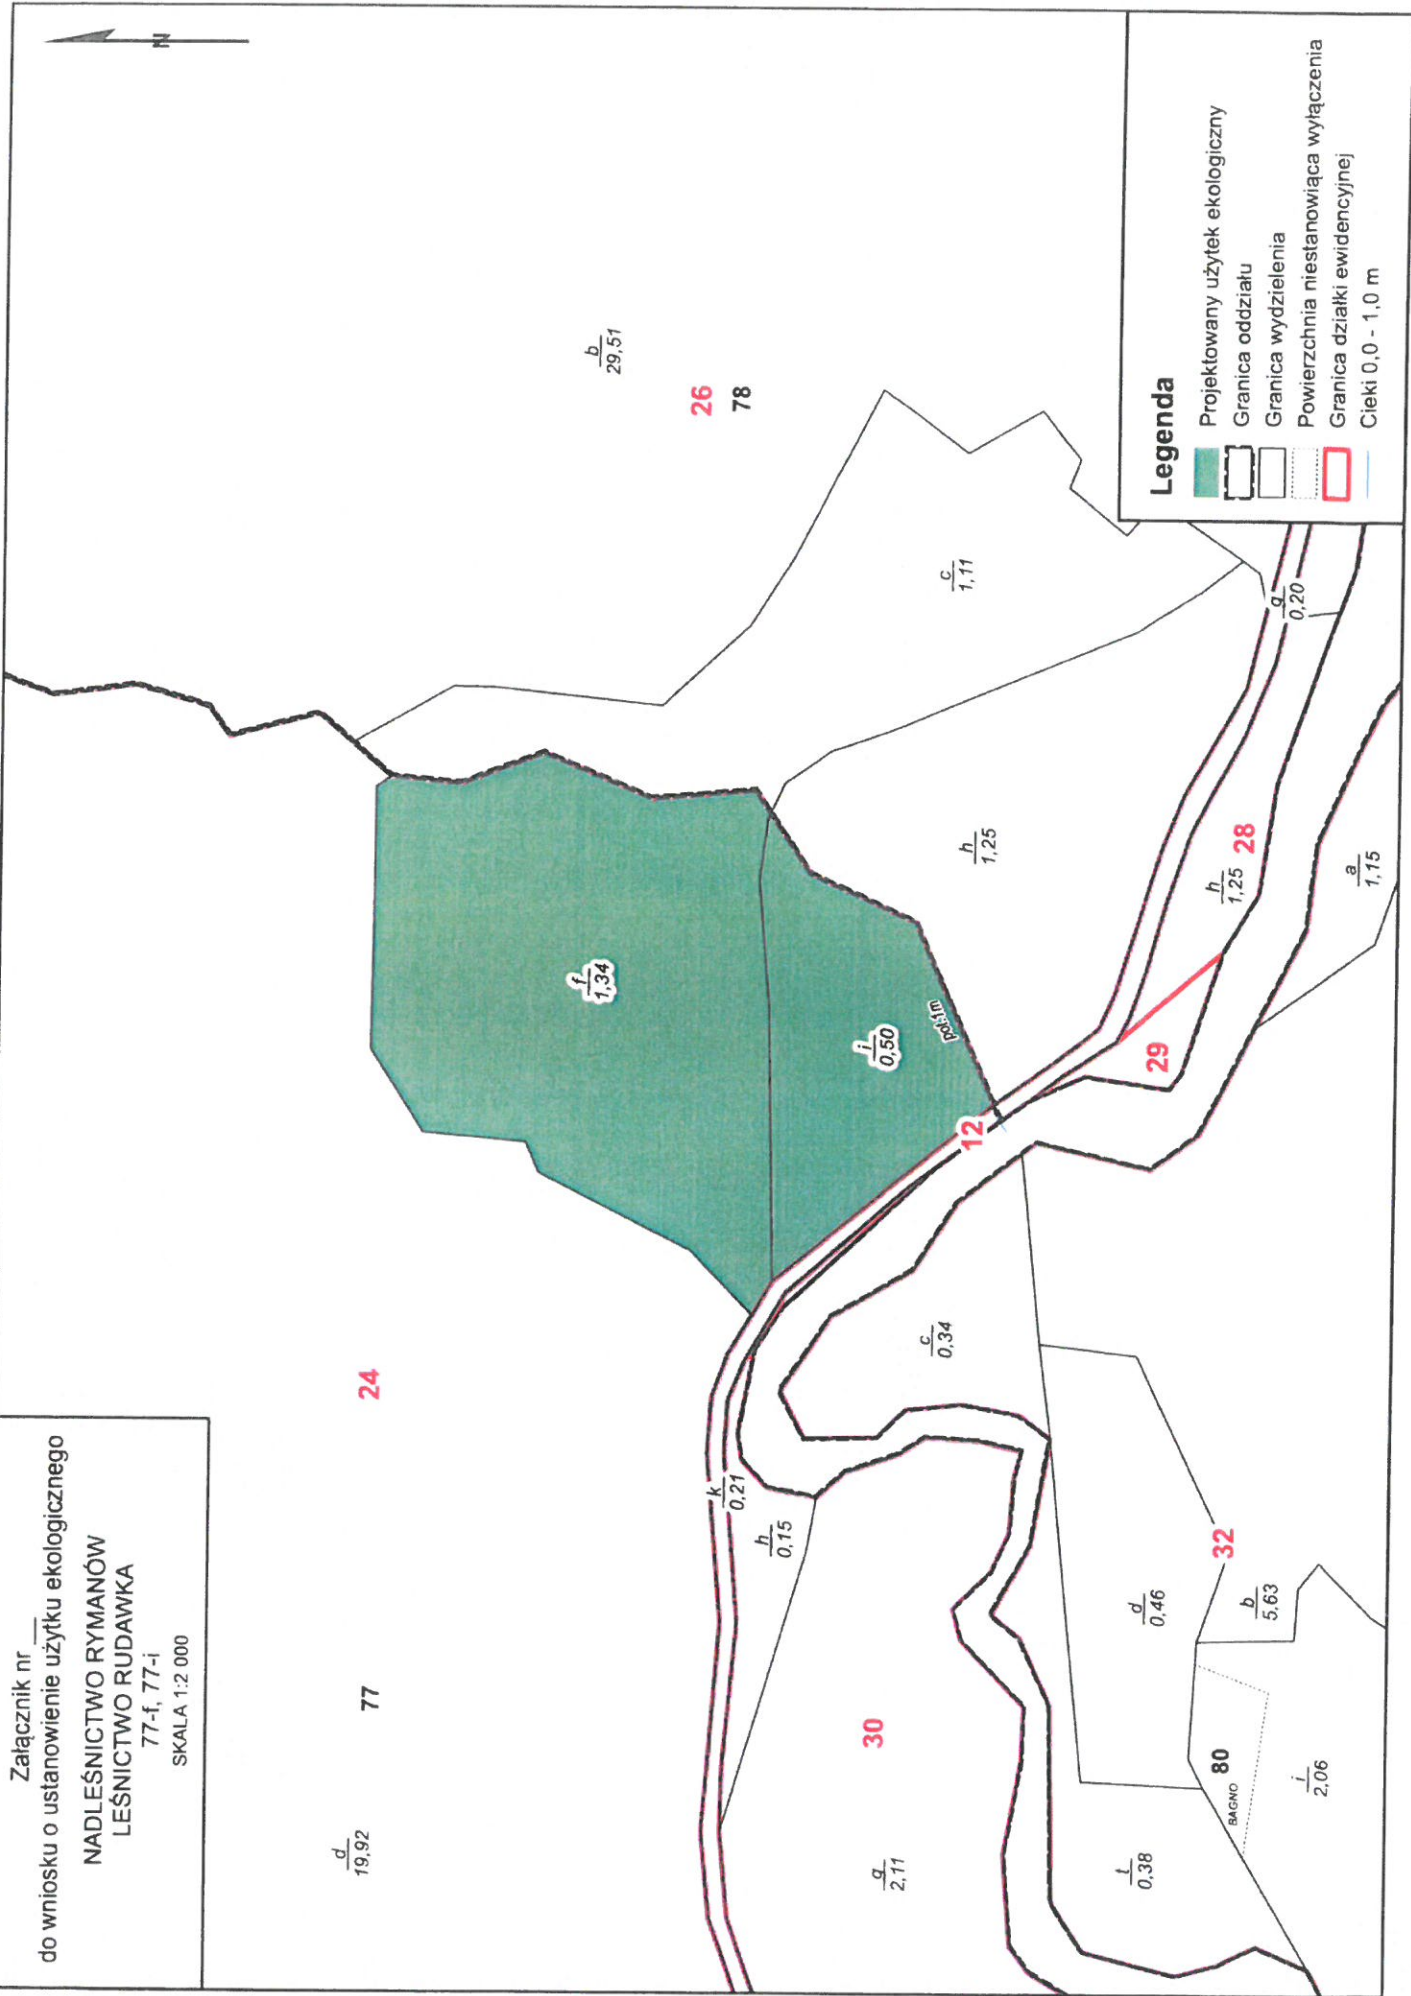 Załącznik nr __
do wniosku o ustanowienie użytku ekologicznego
NADLEŚNICTWO RYMANÓW
LEŚNICTWO RUDAWKA
77-f, 77-i
SKALA 1:2 000
N
d
19,92
77
24
k
0,21
h
0,15
g
2,11
30
f
1,34
i
0,50
pot.1m
12
c
0,34
b
29,51
26
78
c
1,11
h
1,25
g
0,20
h
1,25
28
29
a
1,15
d
0,46
32
b
5,63
80
BAGNO
i
2,06
0,38
Legenda
Projektowany użytek ekologiczny
Granica oddziału
Granica wydzielenia
Powierzchnia niestanowiąca wyłączenia
Granica działki ewidencyjnej
Cieki 0,0 - 1,0 m